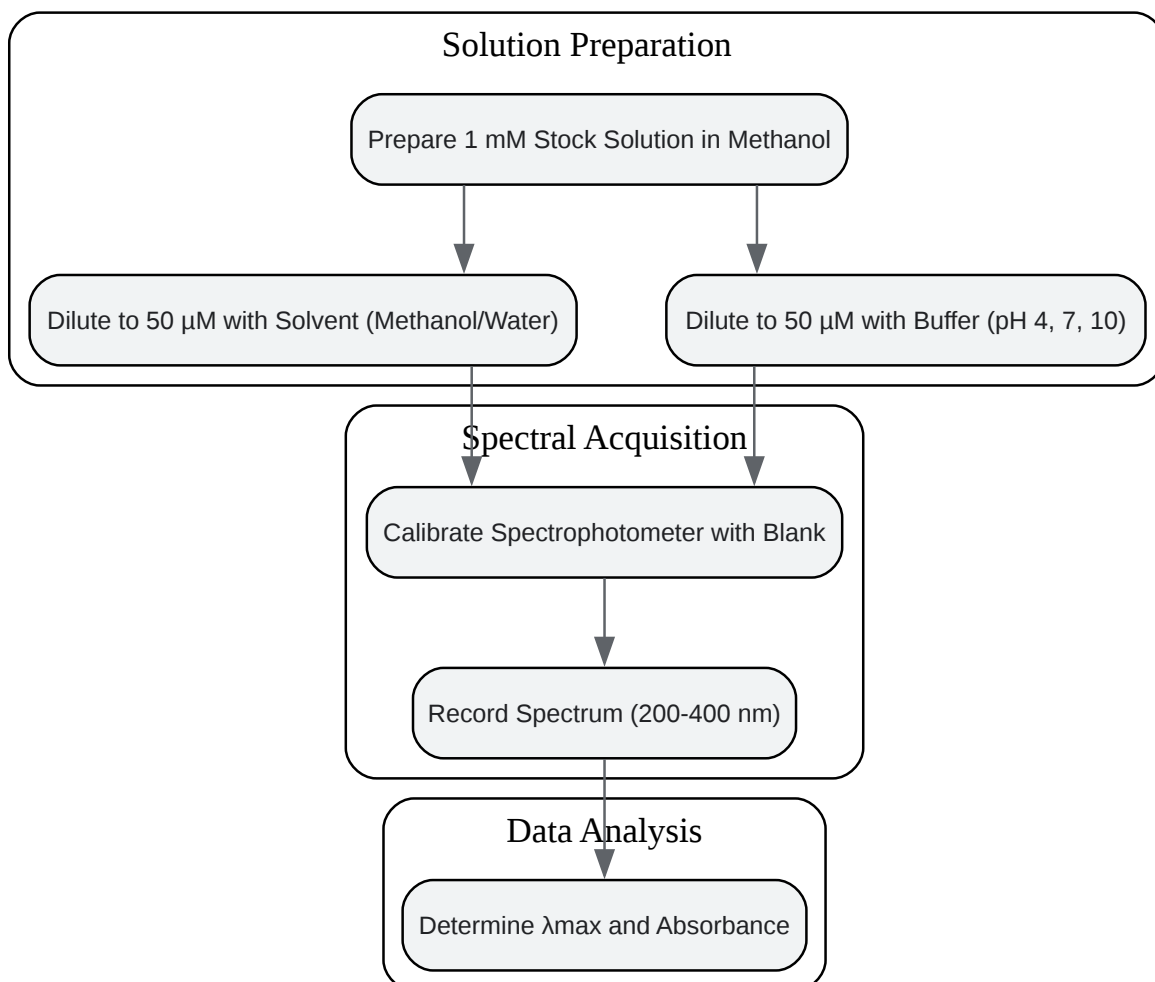 Solution Preparation
Prepare 1 mM Stock Solution in Methanol
Dilute to 50 µM with Solvent (Methanol/Water)
Dilute to 50 µM with Buffer (pH 4, 7, 10)
Spectral Acquisition
Calibrate Spectrophotometer with Blank
Record Spectrum (200-400 nm)
Data Analysis
Determine λmax and Absorbance